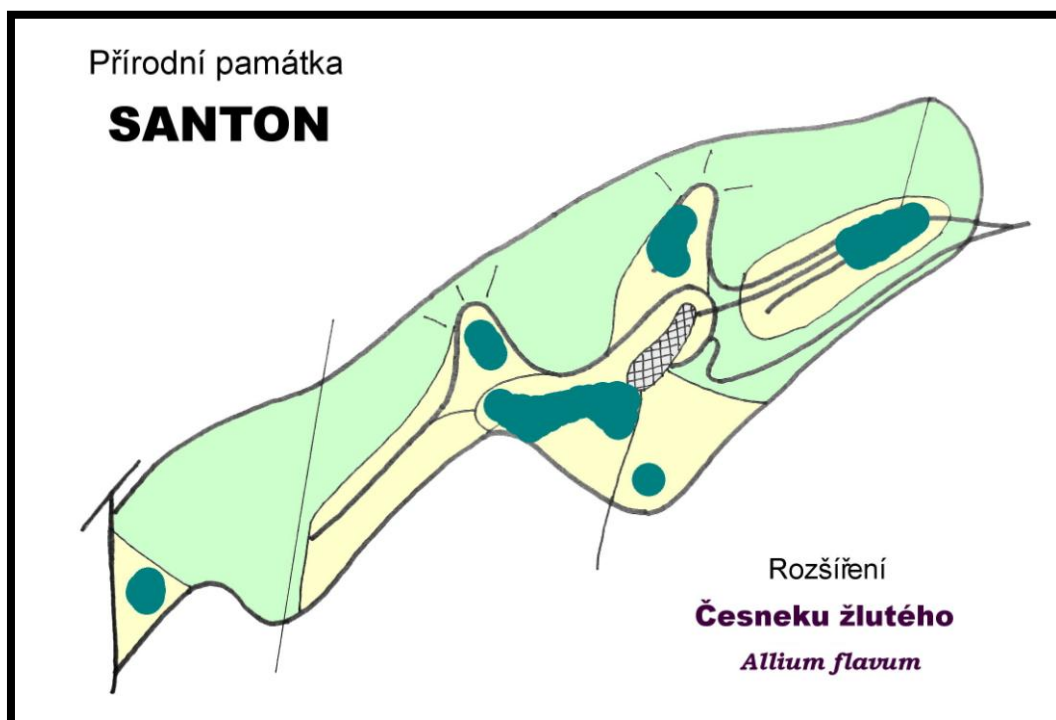 Přírodní památka
SANTON
Rozšíření
Česneku žlutého
Allium flavum